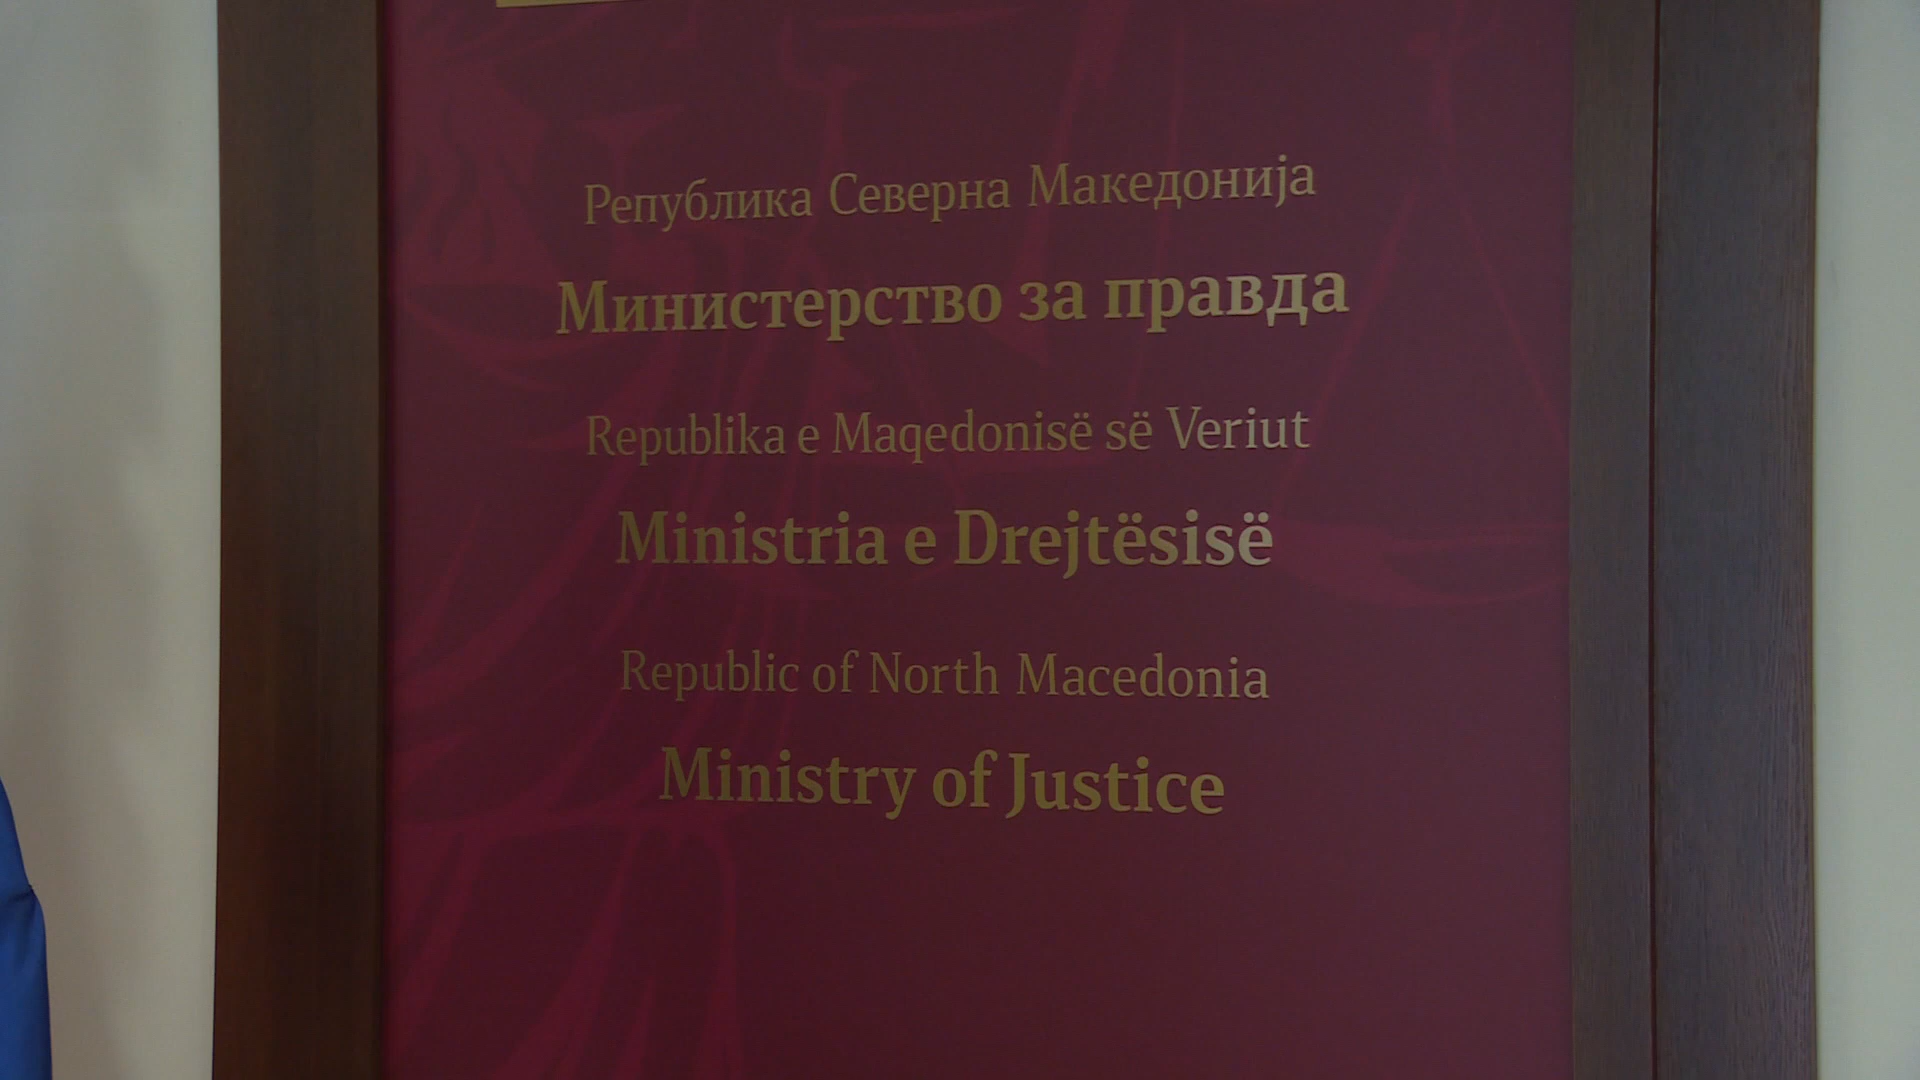 Република Северна Македонија
Министерство за правда
Republika e Maqedonisë së Veriut
Ministria e Drejtësisë
Republic of North Macedonia
Ministry of Justice